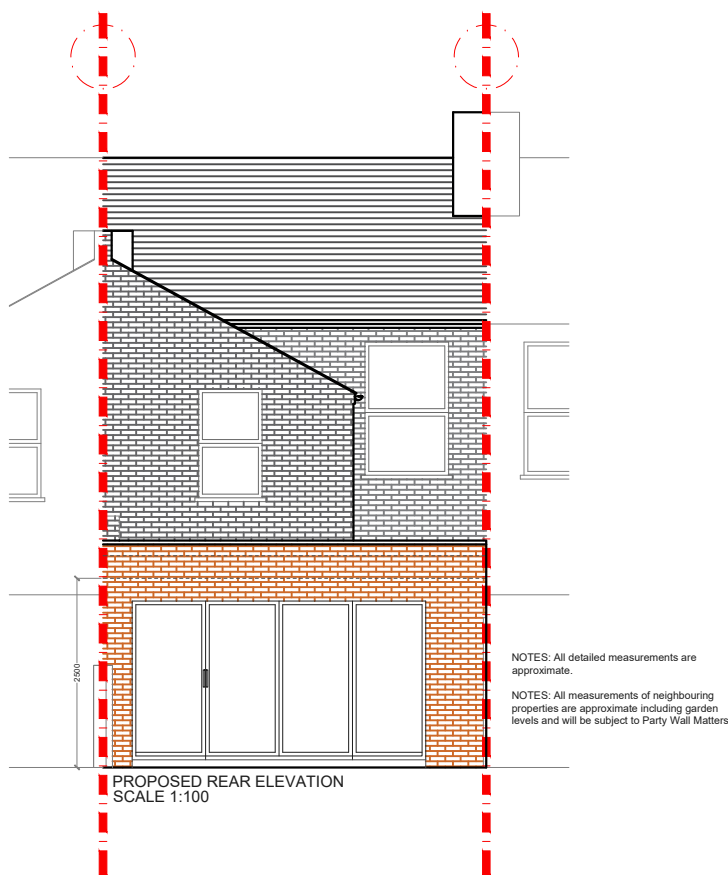 2500
NOTES: All detailed measurements are
approximate.
NOTES: All measurements of neighbouring
properties are approximate including garden
levels and will be subject to Party Wall Matters
PROPOSED REAR ELEVATION
SCALE 1:100